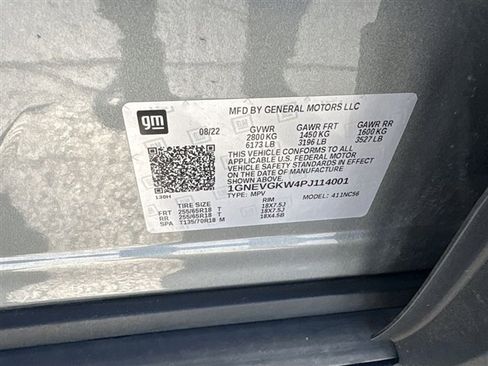 gm
MFD BY GENERAL MOTORS LLC
08/22 GVWR GAWR FRT GAWR RR
2800 KG 1450 KG 1600 KG
6173 LB 3196 LB 3527 LB
THIS VEHICLE CONFORMS TO ALL
APPLICABLE U.S. FEDERAL MOTOR
VEHICLE SAFETY STANDARDS IN EFFECT
ON THE DATE OF MANUFACTURE SHOWN ABOVE.
1GNEVGKW4PJ114001
130H TYPE: MPV MODEL: 411NC56
TIRE SIZE RIM
FRT 255/65R18 T 18X7.5J
RR 255/65R18 T 18X7.5J
SPA T135/70R18 M 18X4.5B